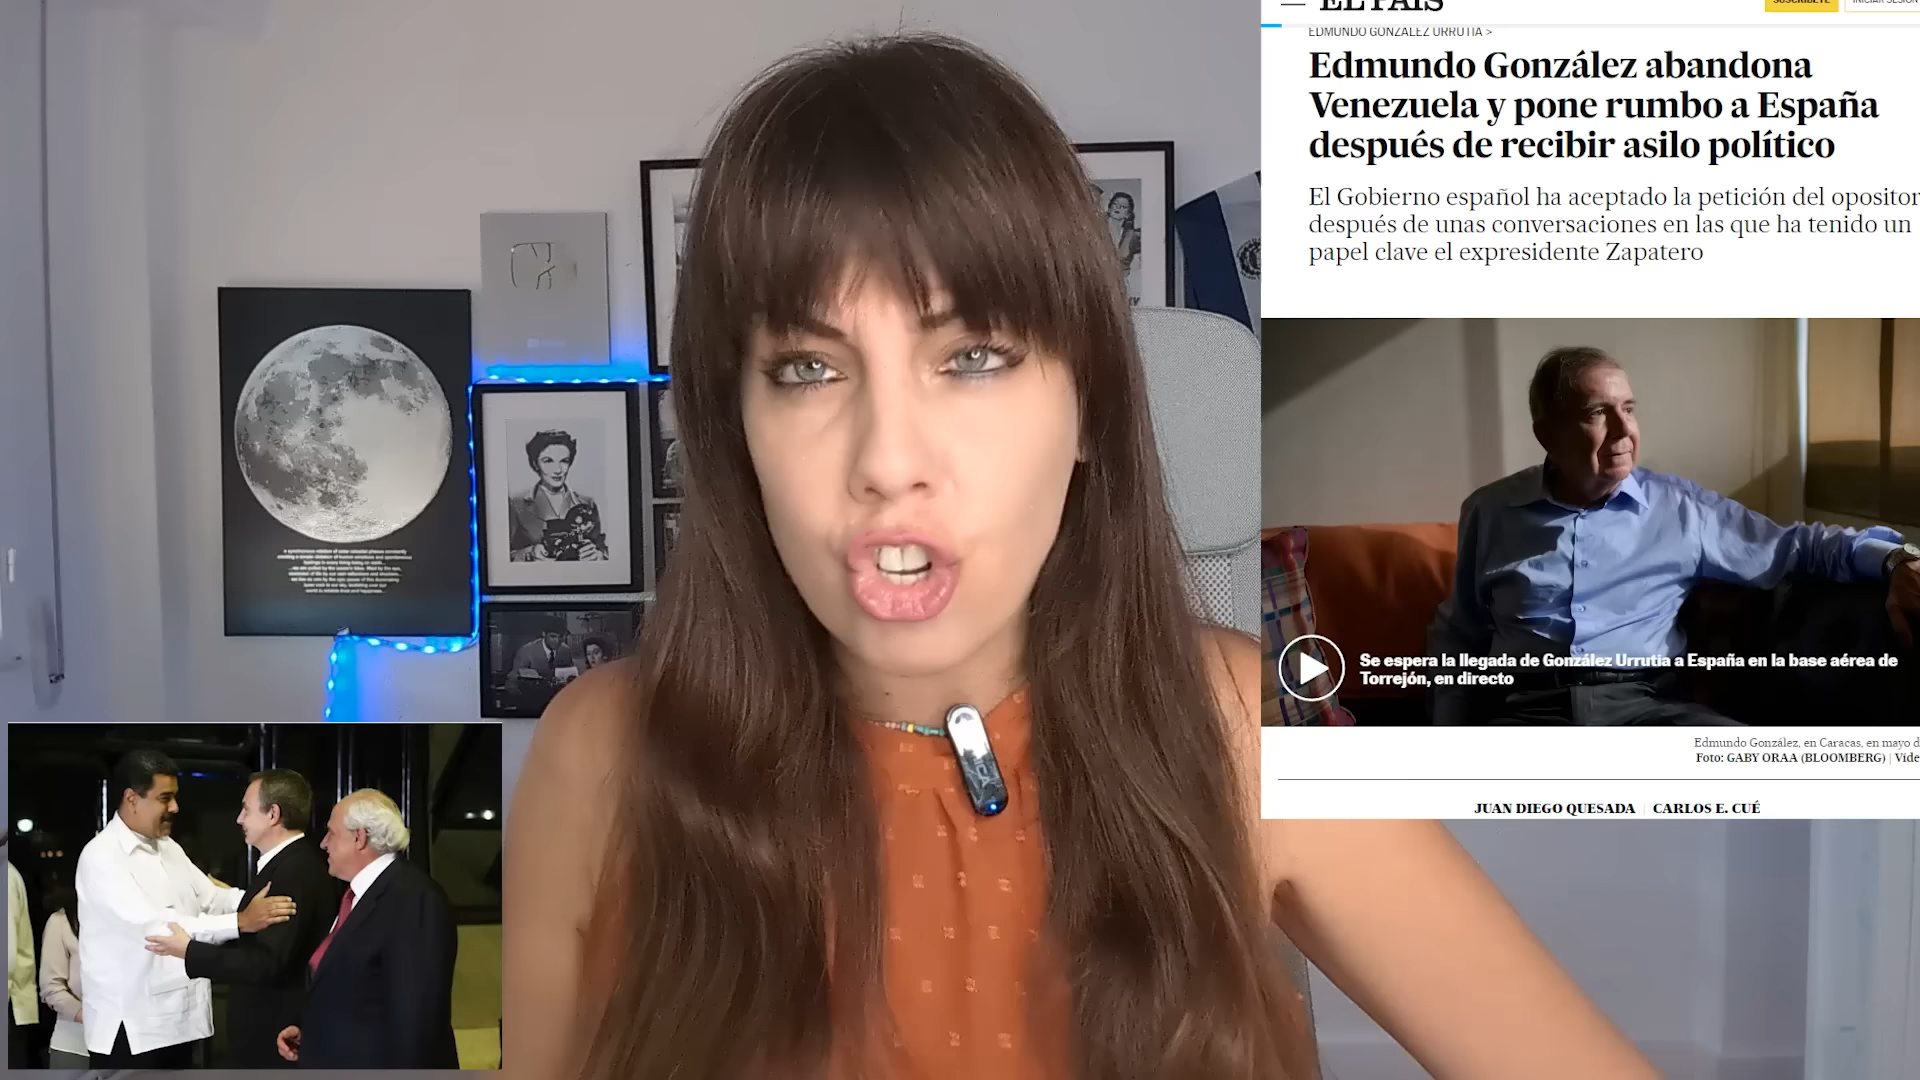 EL PAÍS
SUSCRÍBETE
EDMUNDO GONZÁLEZ URRUTIA >
Edmundo González abandona
Venezuela y pone rumbo a España
después de recibir asilo político
El Gobierno español ha aceptado la petición del opositor
después de unas conversaciones en las que ha tenido un
papel clave el expresidente Zapatero
Se espera la llegada de González Urrutia a España en la base aérea de
Torrejón, en directo
Edmundo González, en Caracas, en mayo d
Foto: GABY ORAA (BLOOMBERG) | Víde
JUAN DIEGO QUESADA | CARLOS E. CUÉ